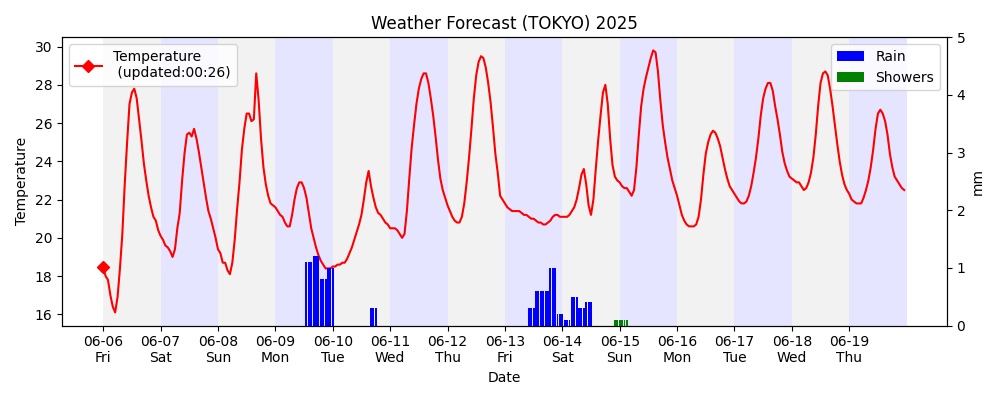 Weather Forecast (TOKYO) 2025
Temperature
(updated:00:26)
Rain
Showers
Temperature
30
28
26
24
22
20
18
16
5
4
3
2
1
0
mm
06-06 06-07 06-08 06-09 06-10 06-11 06-12 06-13 06-14 06-15 06-16 06-17 06-18 06-19
Fri Sat Sun Mon Tue Wed Thu Fri Sat Sun Mon Tue Wed Thu
Date